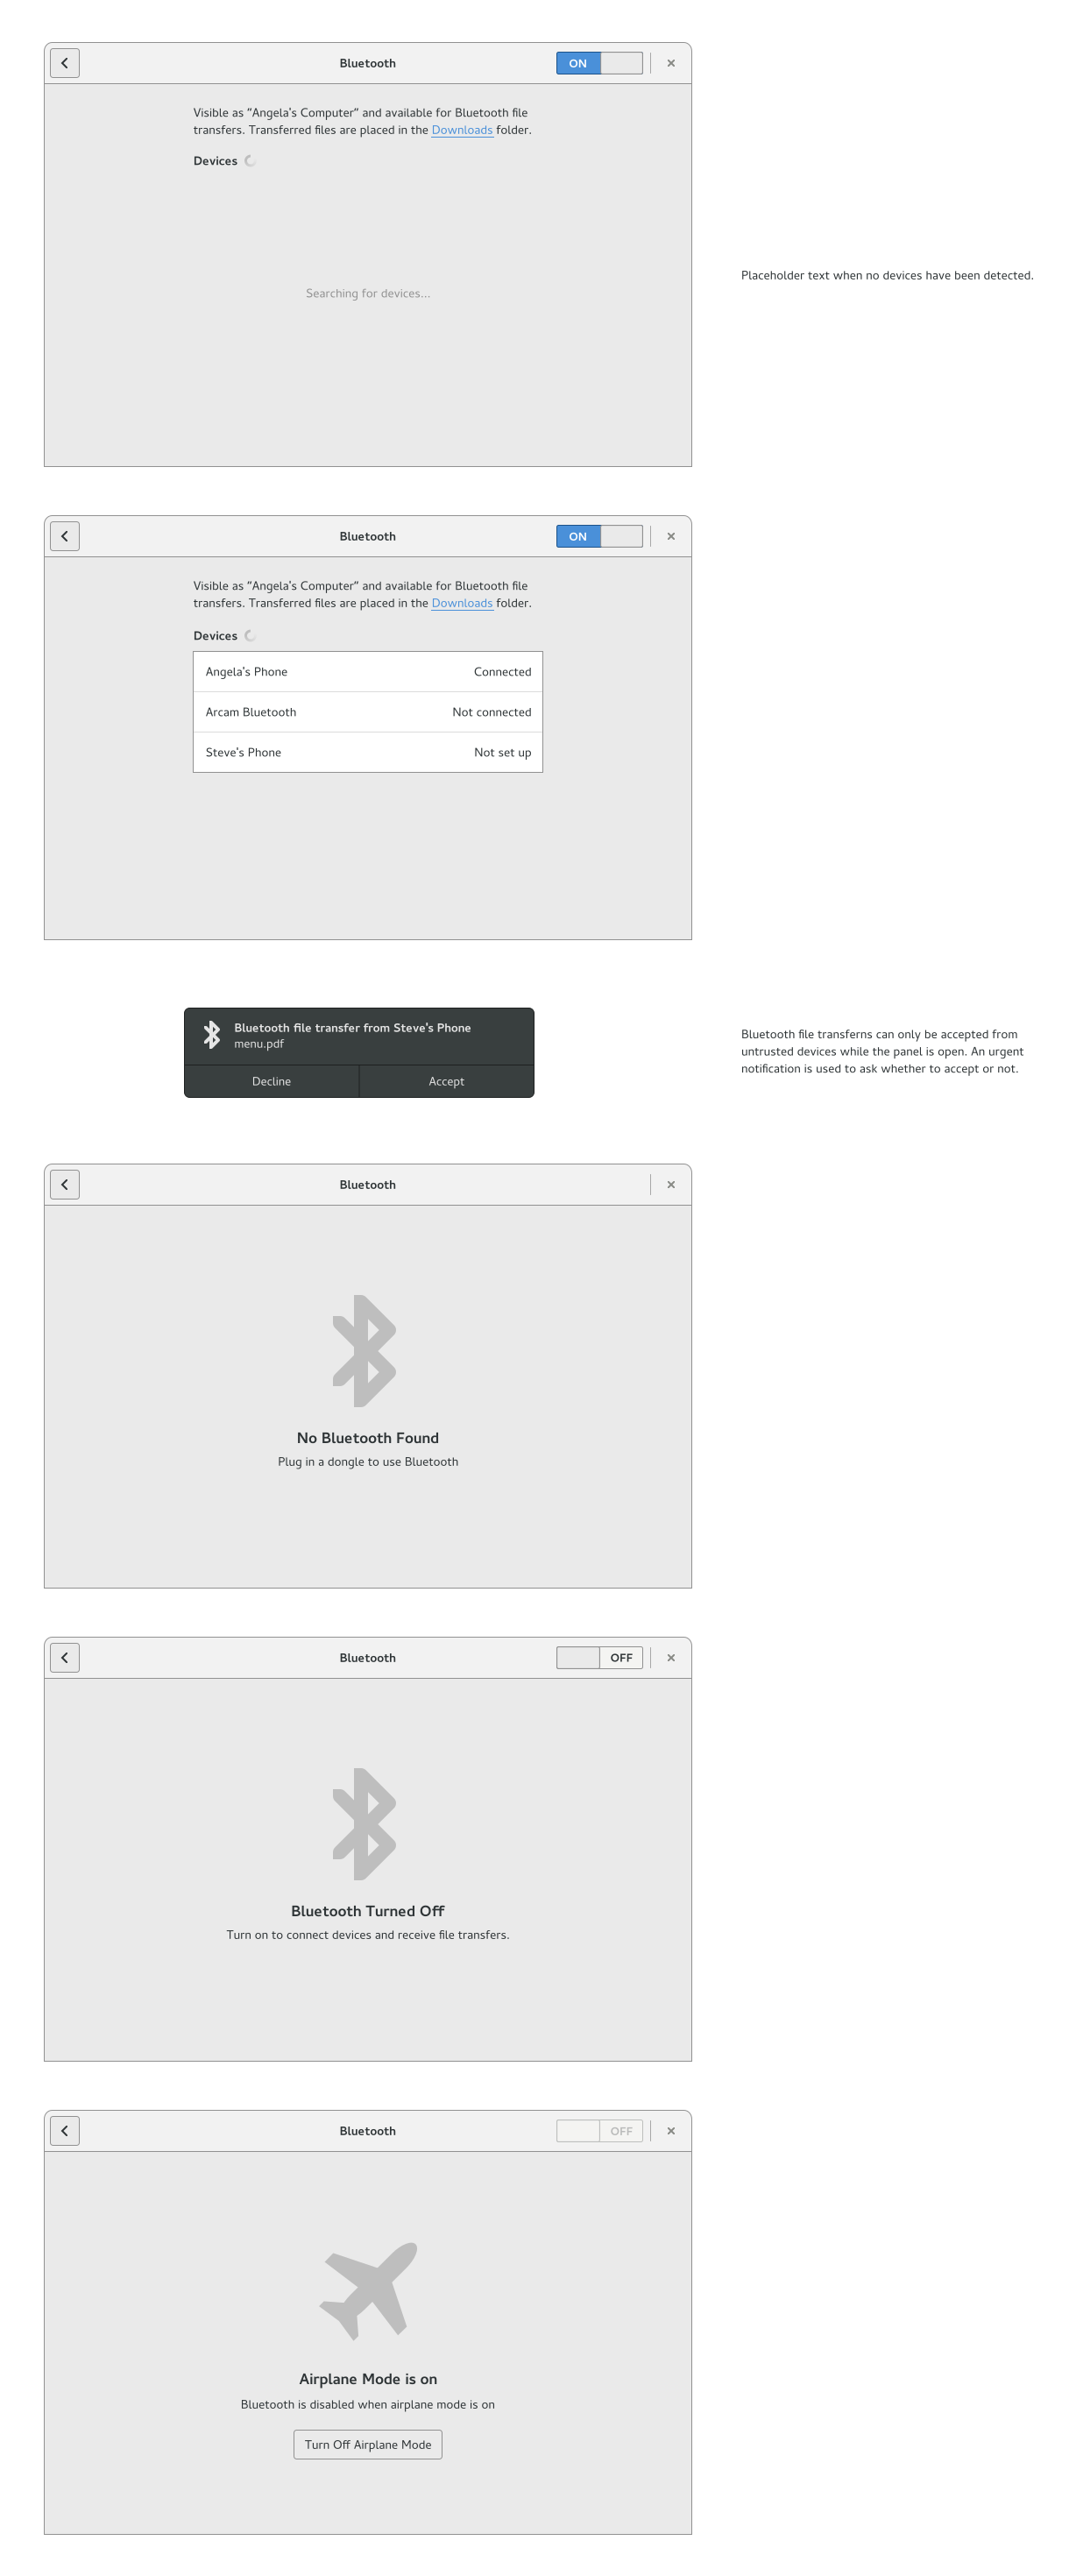 Bluetooth
ON
Visible as “Angela's Computer” and available for Bluetooth file
transfers. Transferred files are placed in the Downloads folder.
Devices
Searching for devices...
Placeholder text when no devices have been detected.
Bluetooth
ON
Visible as “Angela's Computer” and available for Bluetooth file
transfers. Transferred files are placed in the Downloads folder.
Devices
Angela's Phone Connected
Arcam Bluetooth Not connected
Steve's Phone Not set up
Bluetooth file transfer from Steve's Phone
menu.pdf
Decline Accept
Bluetooth file transferns can only be accepted from
untrusted devices while the panel is open. An urgent
notification is used to ask whether to accept or not.
Bluetooth
No Bluetooth Found
Plug in a dongle to use Bluetooth
Bluetooth
OFF
Bluetooth Turned Off
Turn on to connect devices and receive file transfers.
Bluetooth
OFF
Airplane Mode is on
Bluetooth is disabled when airplane mode is on
Turn Off Airplane Mode